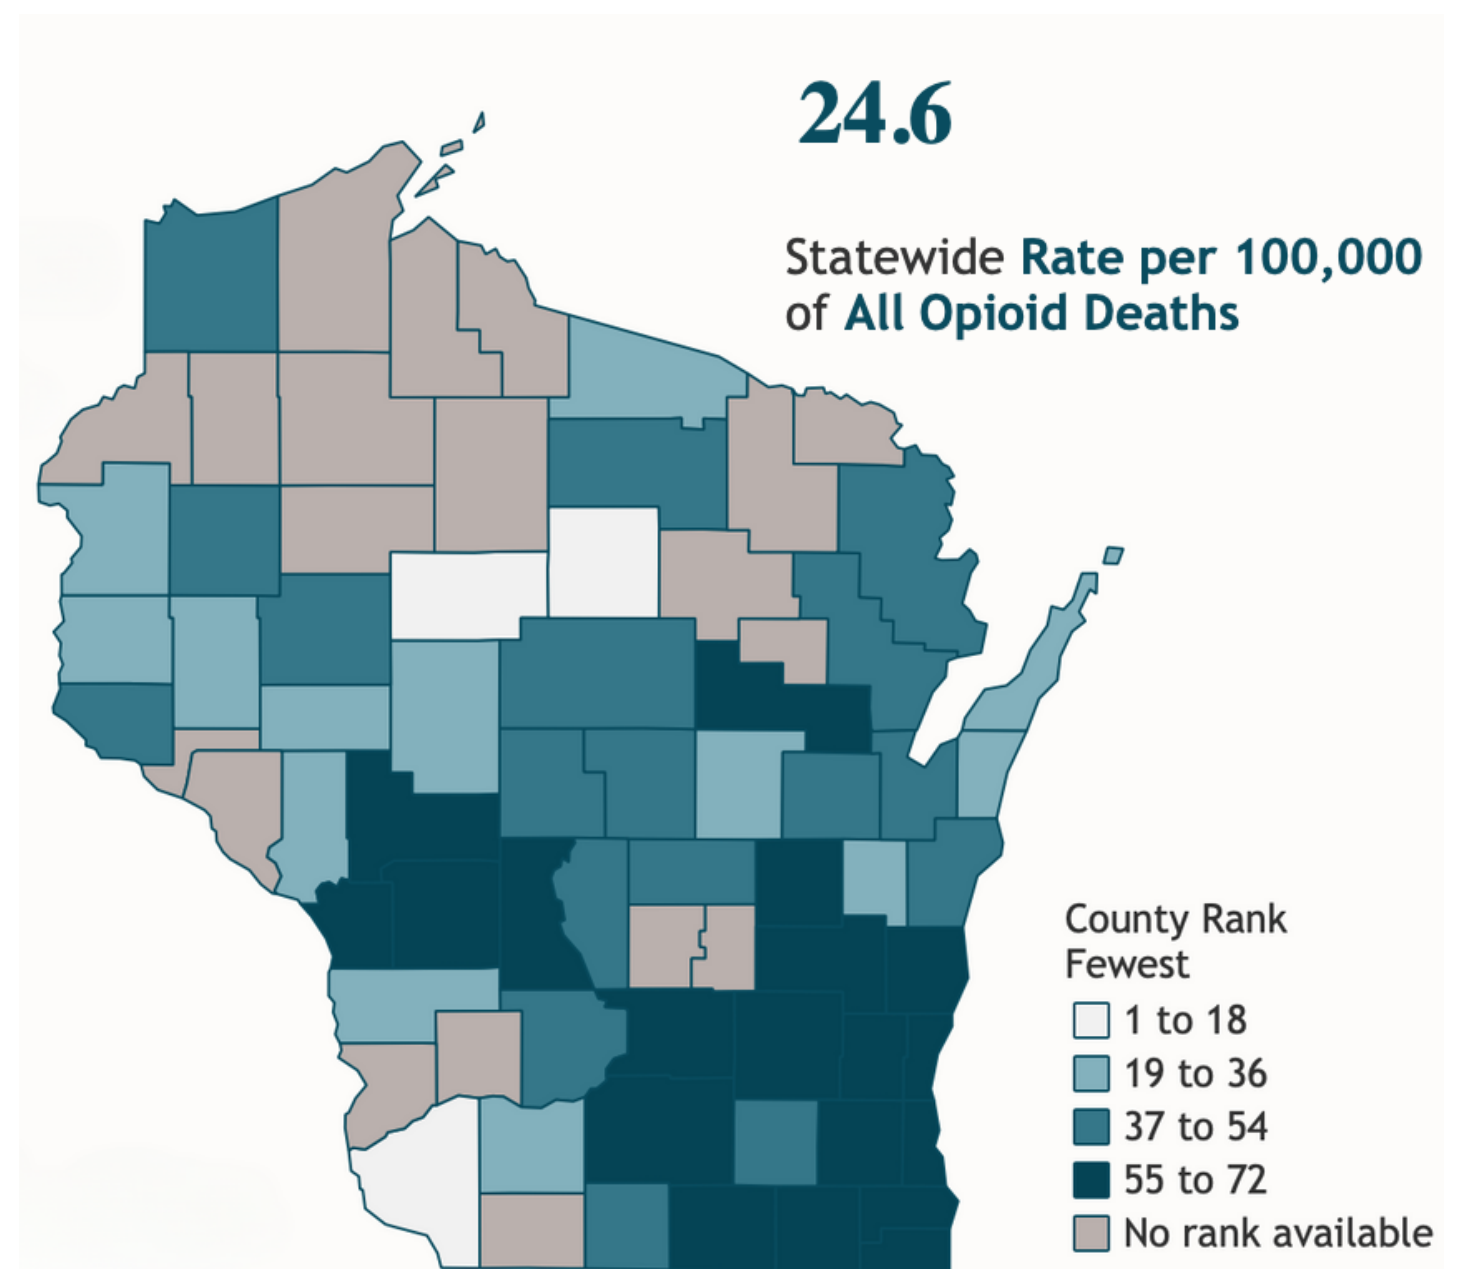 24.6
Statewide Rate per 100,000
of All Opioid Deaths
County Rank
Fewest
1 to 18
19 to 36
37 to 54
55 to 72
No rank available